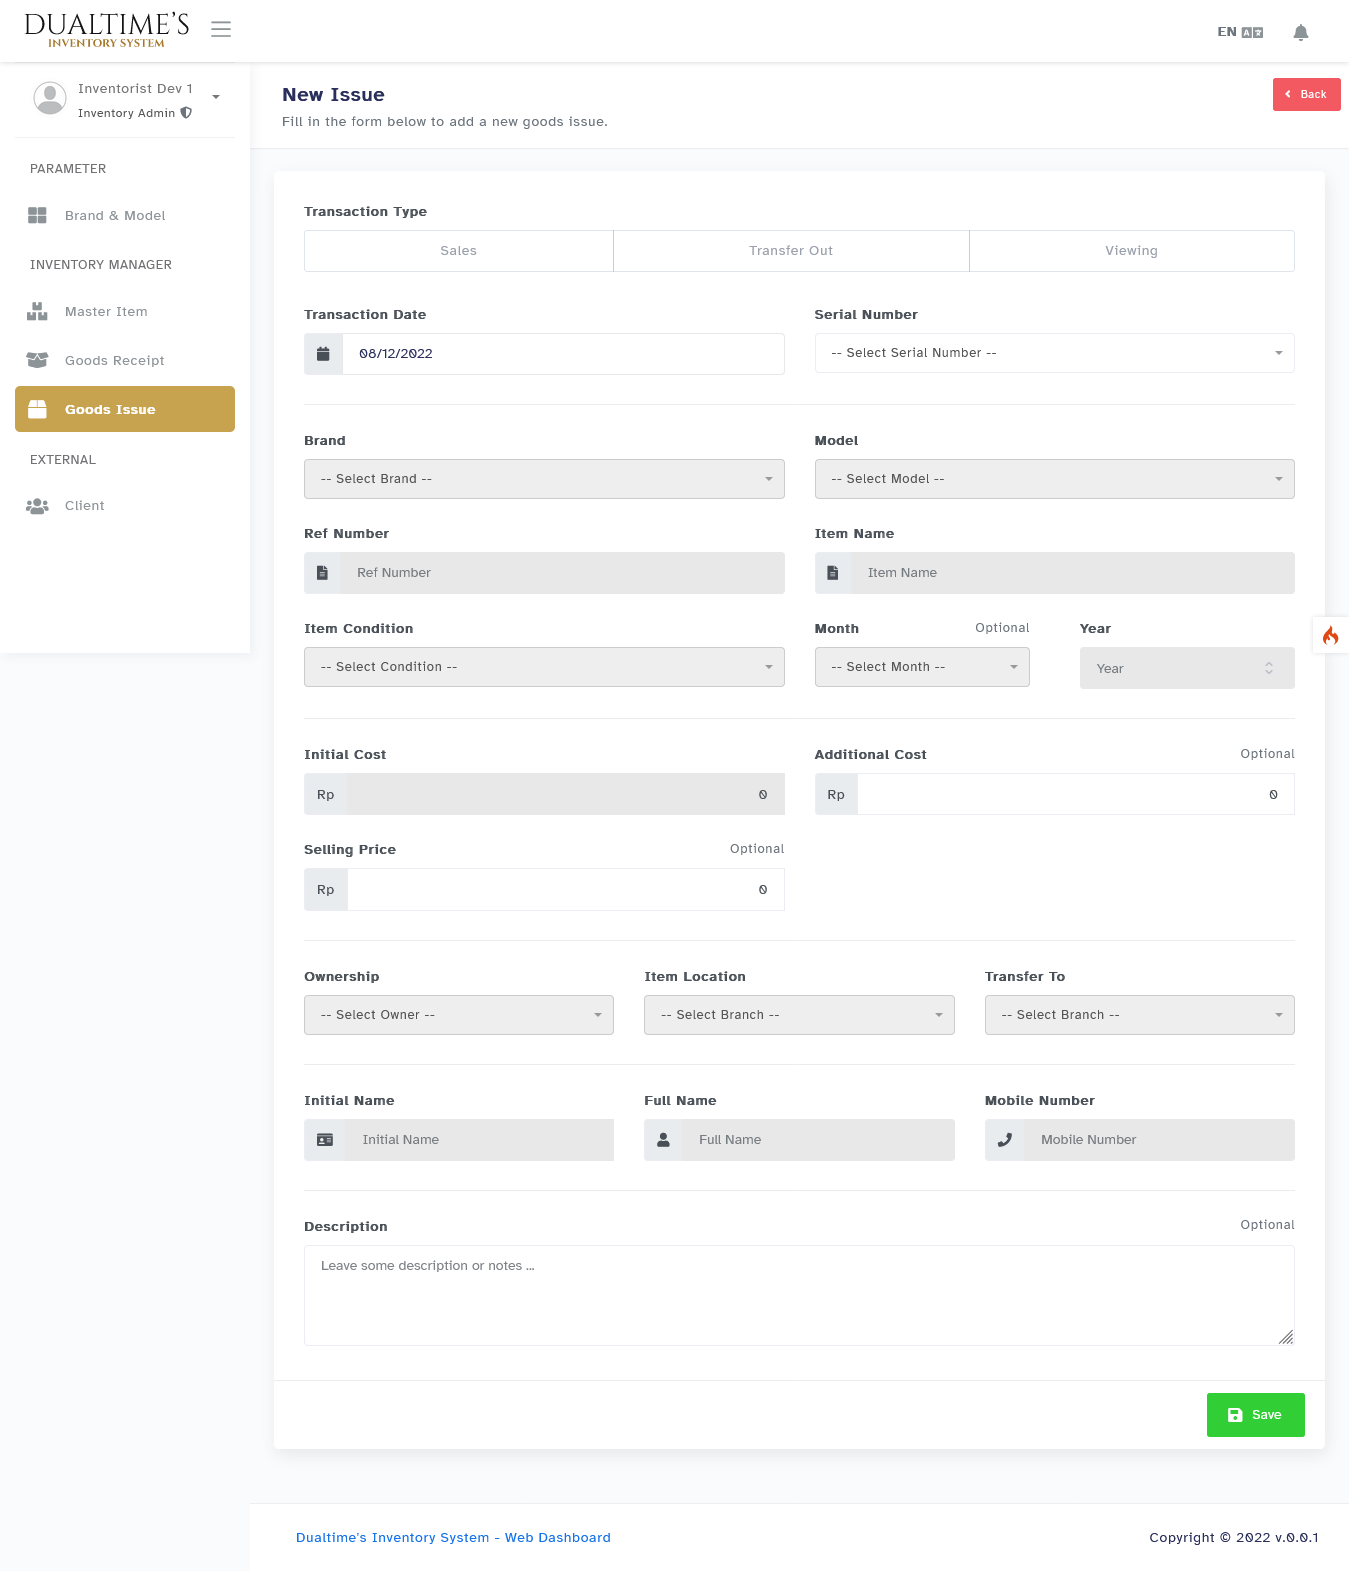 DUALTIME'S
INVENTORY SYSTEM
EN
Inventorist Dev 1
Inventory Admin
PARAMETER
Brand & Model
INVENTORY MANAGER
Master Item
Goods Receipt
Goods Issue
EXTERNAL
Client
New Issue
Back
Fill in the form below to add a new goods issue.
Transaction Type
Sales
Transfer Out
Viewing
Transaction Date
Serial Number
08/12/2022
-- Select Serial Number --
Brand
Model
-- Select Brand --
-- Select Model --
Ref Number
Item Name
Ref Number
Item Name
Item Condition
Month
Optional
Year
-- Select Condition --
-- Select Month --
Year
Initial Cost
Additional Cost
Optional
Rp
0
Rp
0
Selling Price
Optional
Rp
0
Ownership
Item Location
Transfer To
-- Select Owner --
-- Select Branch --
-- Select Branch --
Initial Name
Full Name
Mobile Number
Initial Name
Full Name
Mobile Number
Description
Optional
Leave some description or notes ...
Save
Dualtime's Inventory System - Web Dashboard
Copyright © 2022 v.0.0.1